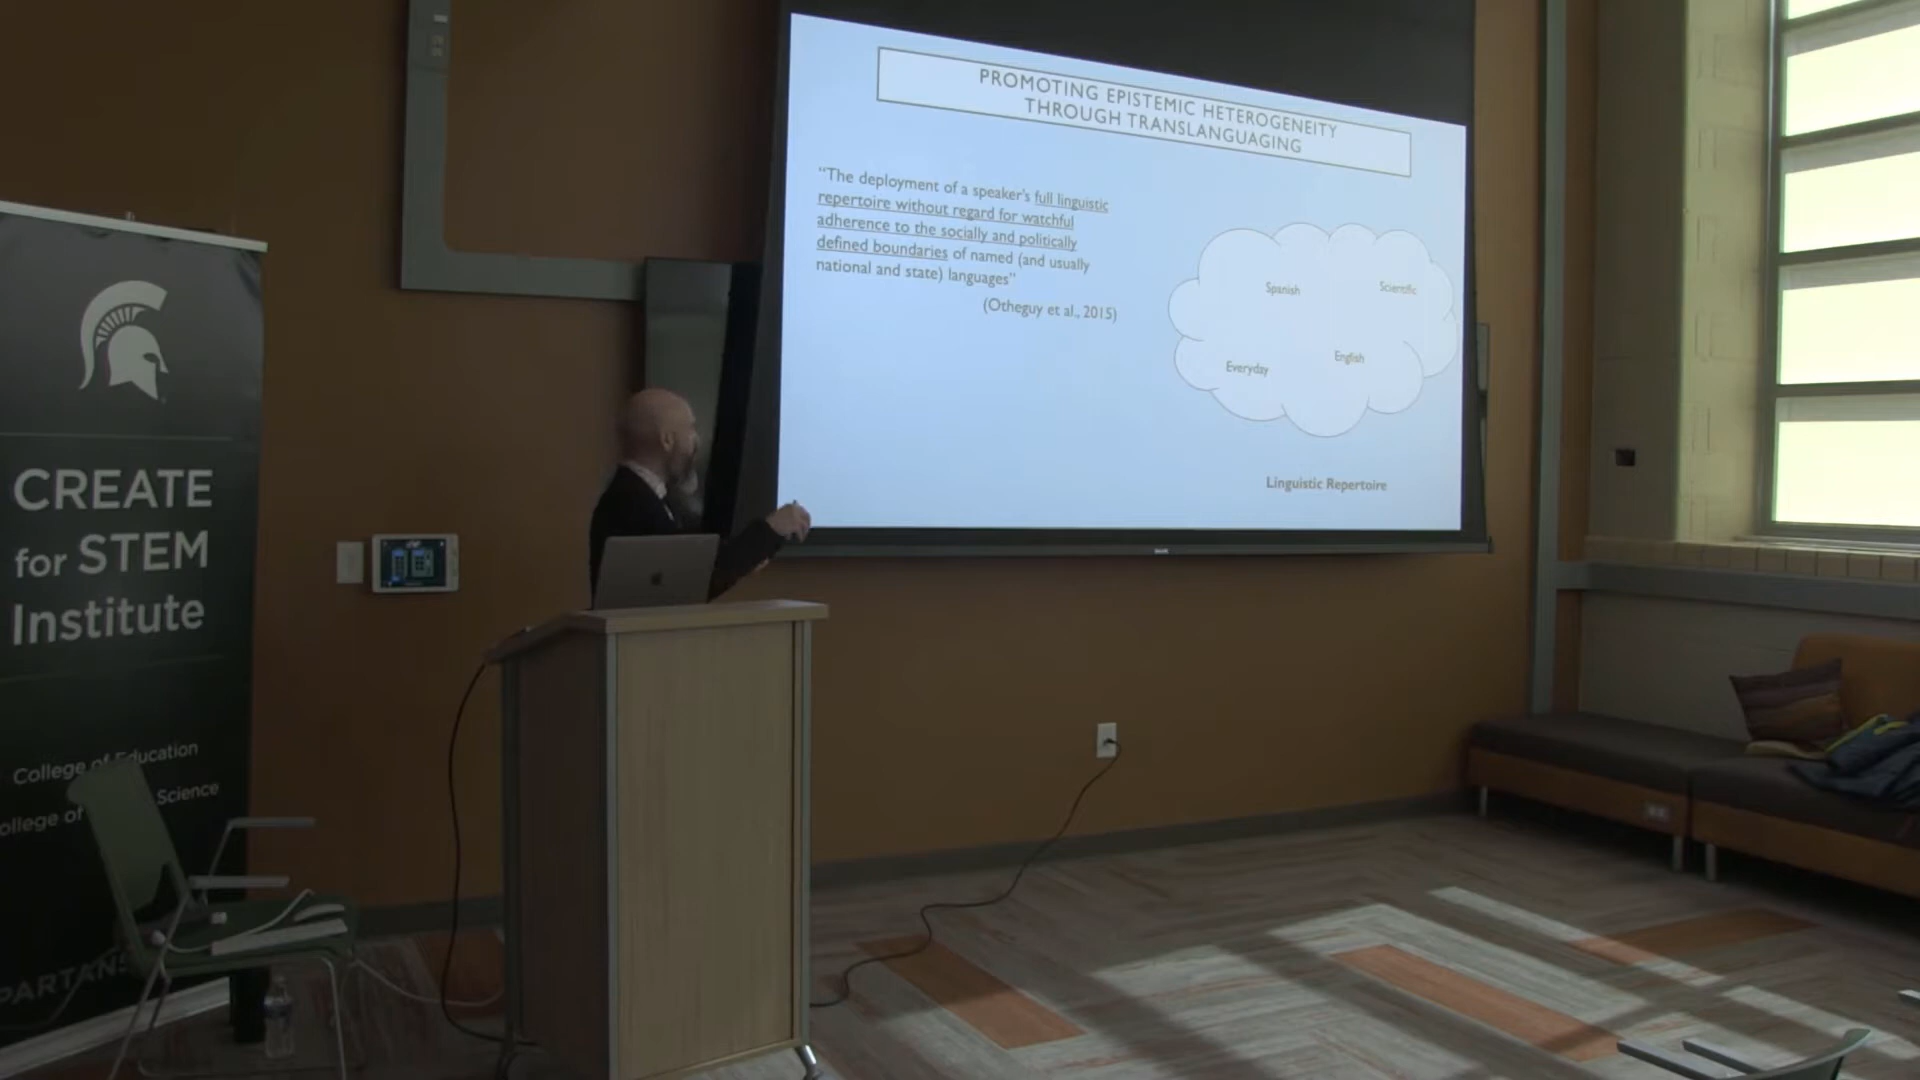 PROMOTING EPISTEMIC HETEROGENEITY
THROUGH TRANSLANGUAGING
“The deployment of a speaker’s full linguistic
repertoire without regard for watchful
adherence to the socially and politically
defined boundaries of named (and usually
national and state) languages”
(Otheguy et al., 2015)
Spanish
Scientific
Everyday
English
Linguistic Repertoire
CREATE
for STEM
Institute
College of Education
College of
Science
PARTANS